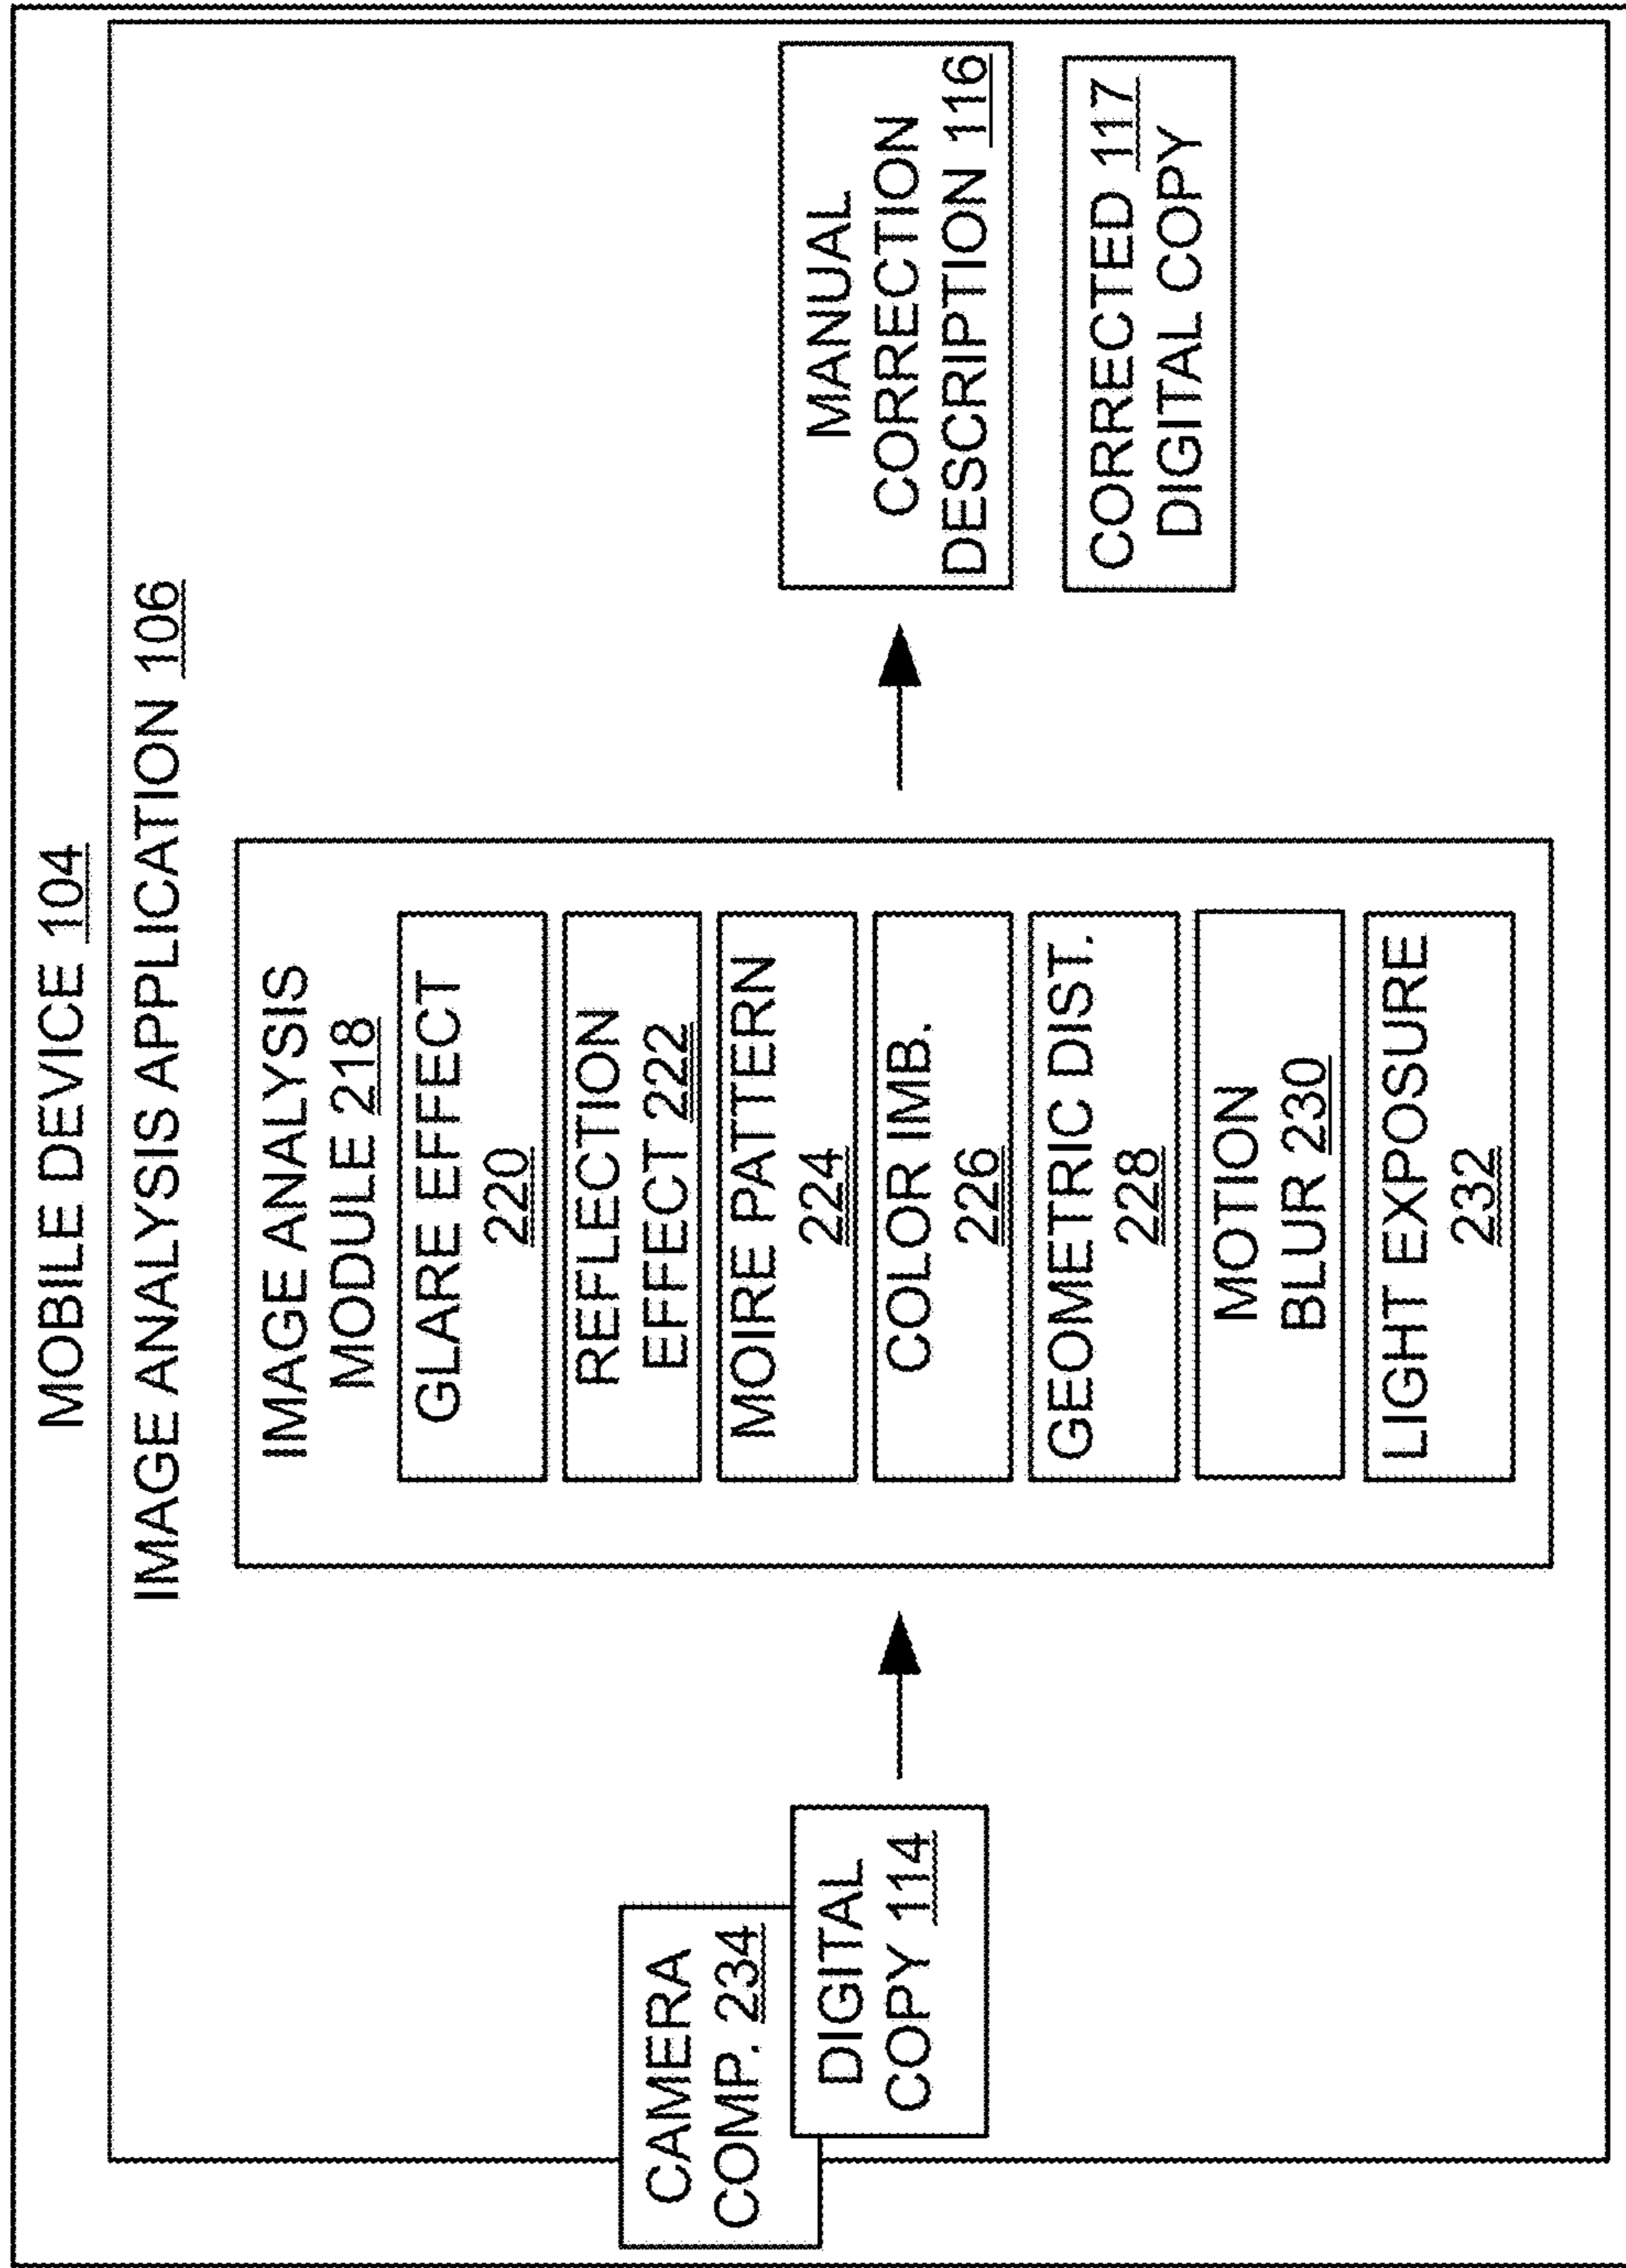 MOBILE DEVICE 104
IMAGE ANALYSIS APPLICATION 106
CAMERA
COMP. 234
DIGITAL
COPY 114
IMAGE ANALYSIS
MODULE 218
GLARE EFFECT
220
REFLECTION
EFFECT 222
MOIRE PATTERN
224
COLOR IMB.
226
GEOMETRIC DIST.
228
MOTION
BLUR 230
LIGHT EXPOSURE
232
MANUAL
CORRECTION
DESCRIPTION 116
CORRECTED 117
DIGITAL COPY